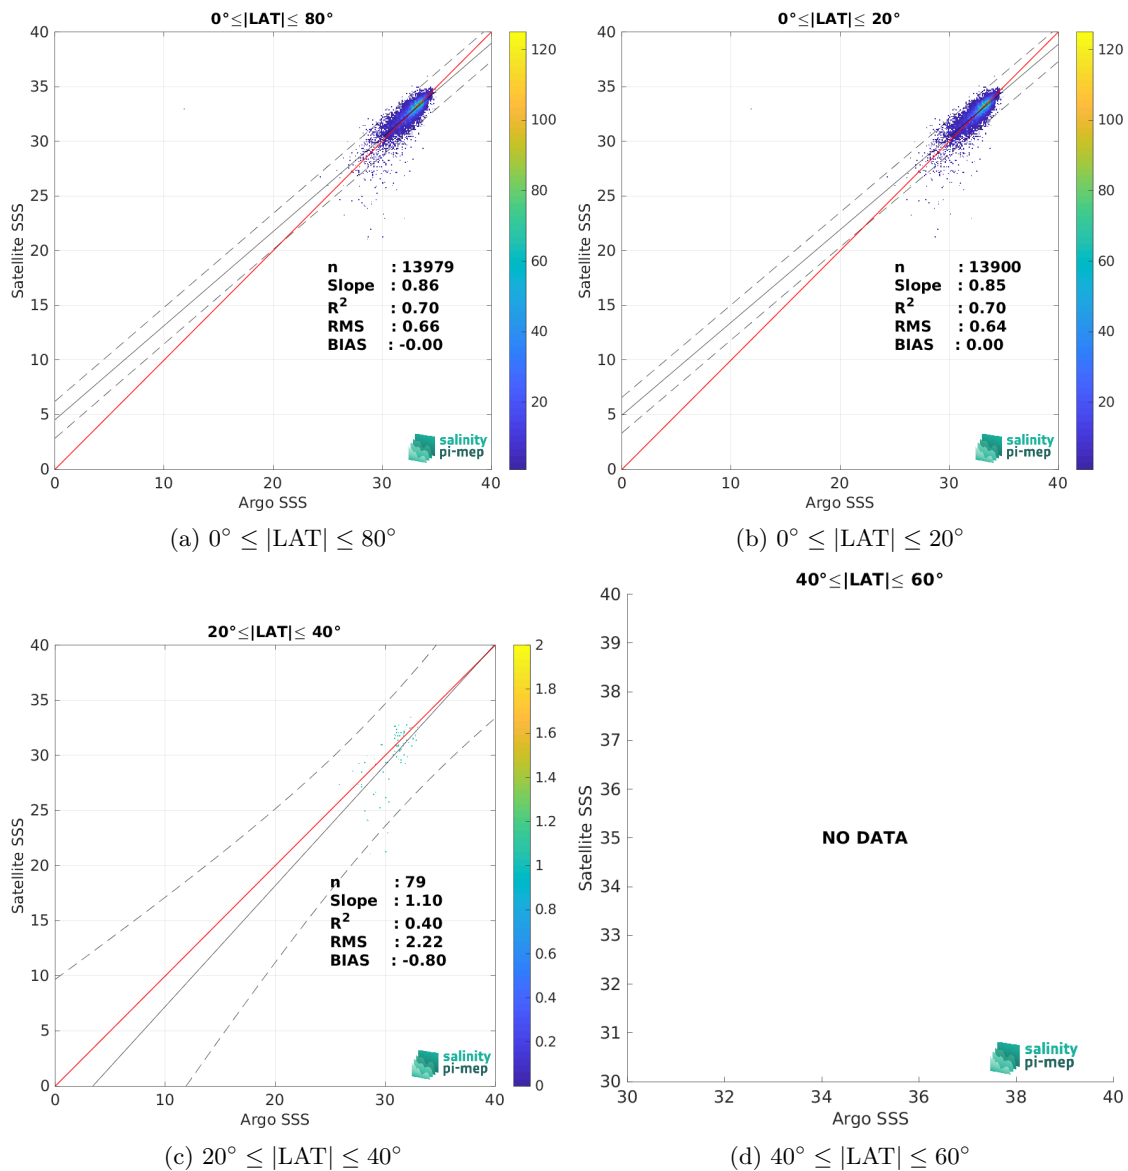 0°≤|LAT|≤ 80°
40
35
30
25
20
15
10
5
0
Satellite SSS
n : 13979
Slope : 0.86
R² : 0.70
RMS : 0.66
BIAS : -0.00
salinity
pi-mep
0 10 20 30 40
Argo SSS
120
100
80
60
40
20
(a) 0° ≤ |LAT| ≤ 80°
0°≤|LAT|≤ 20°
40
35
30
25
20
15
10
5
0
Satellite SSS
n : 13900
Slope : 0.85
R² : 0.70
RMS : 0.64
BIAS : 0.00
salinity
pi-mep
0 10 20 30 40
Argo SSS
120
100
80
60
40
20
(b) 0° ≤ |LAT| ≤ 20°
20°≤|LAT|≤ 40°
40
35
30
25
20
15
10
5
0
Satellite SSS
n : 79
Slope : 1.10
R² : 0.40
RMS : 2.22
BIAS : -0.80
salinity
pi-mep
0 10 20 30 40
Argo SSS
2
1.8
1.6
1.4
1.2
1
0.8
0.6
0.4
0.2
0
(c) 20° ≤ |LAT| ≤ 40°
40°≤|LAT|≤ 60°
40
39
38
37
36
35
34
33
32
31
30
Satellite SSS
NO DATA
salinity
pi-mep
30 32 34 36 38 40
Argo SSS
(d) 40° ≤ |LAT| ≤ 60°